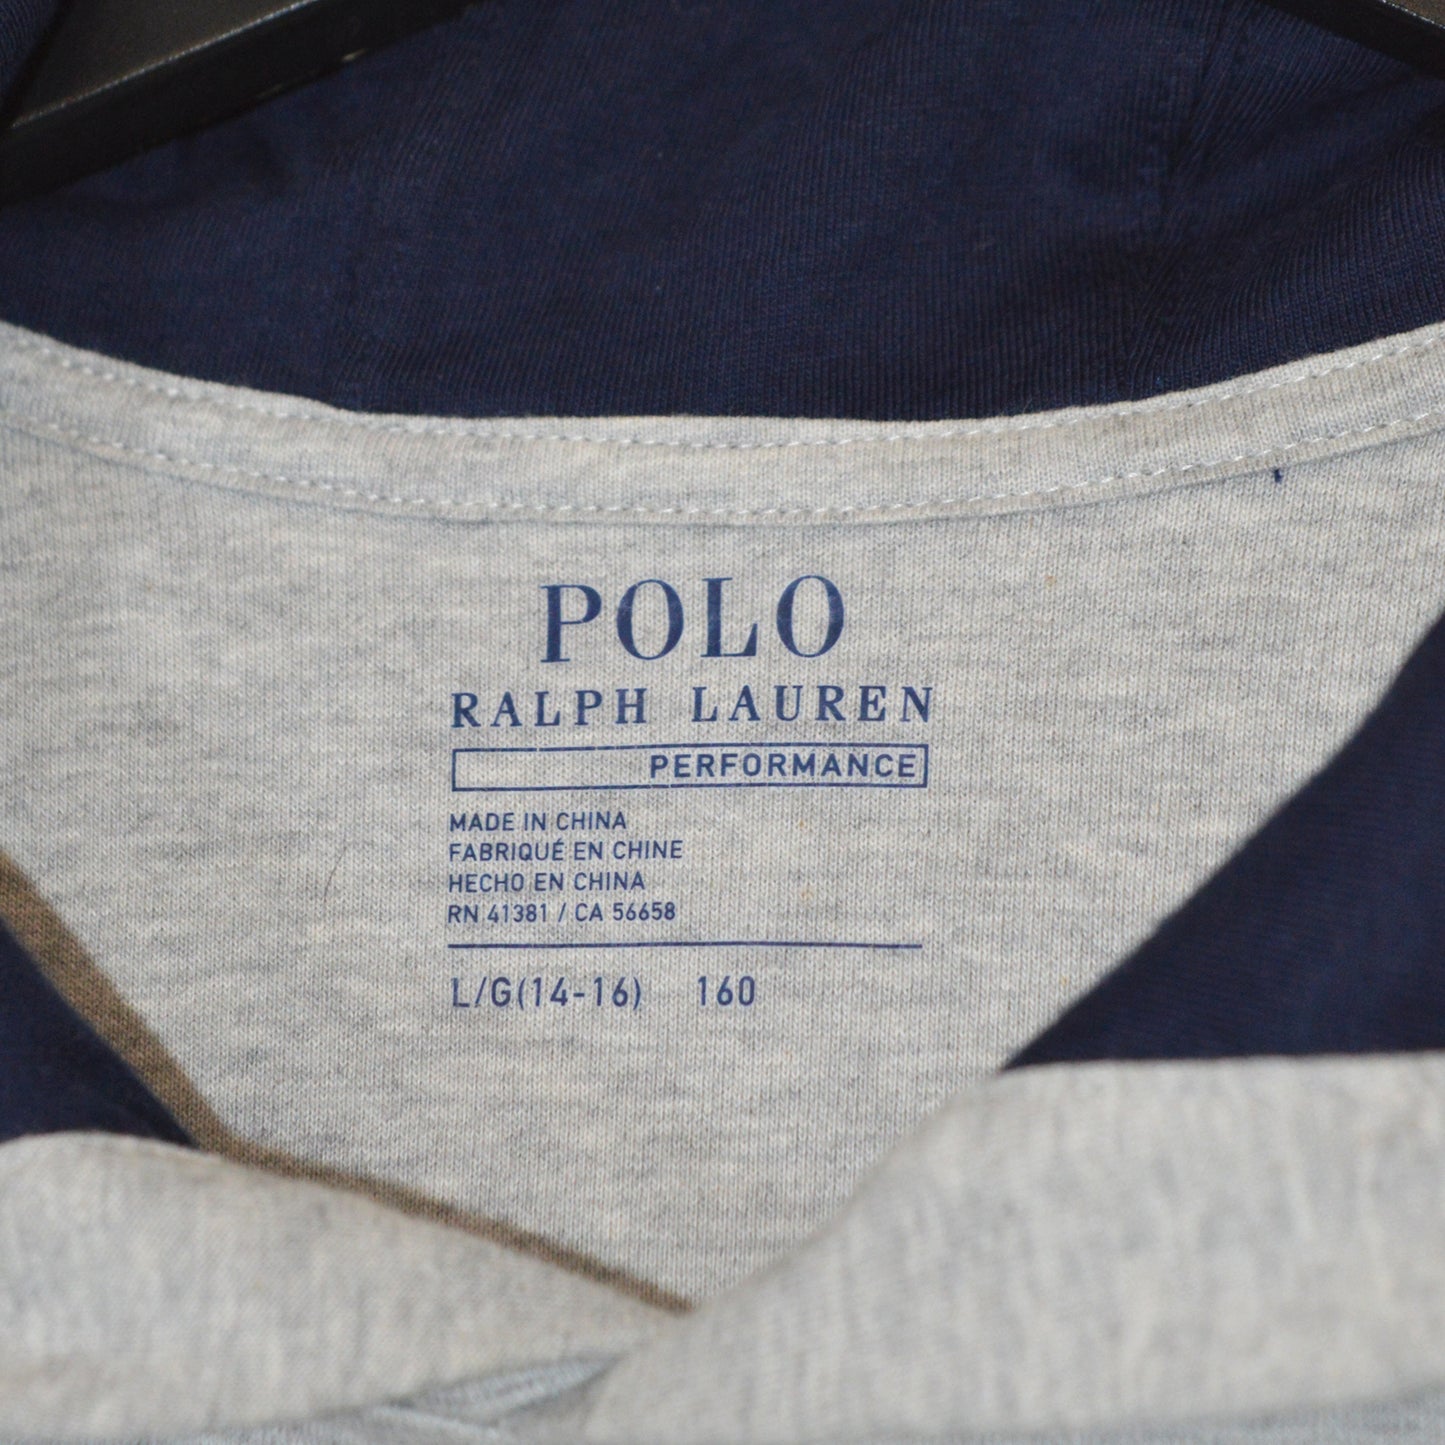 POLO
RALPH LAUREN
PERFORMANCE
MADE IN CHINA
FABRIQUÉ EN CHINE
HECHO EN CHINA
RN 41381 / CA 56658
L/G(14-16) 160